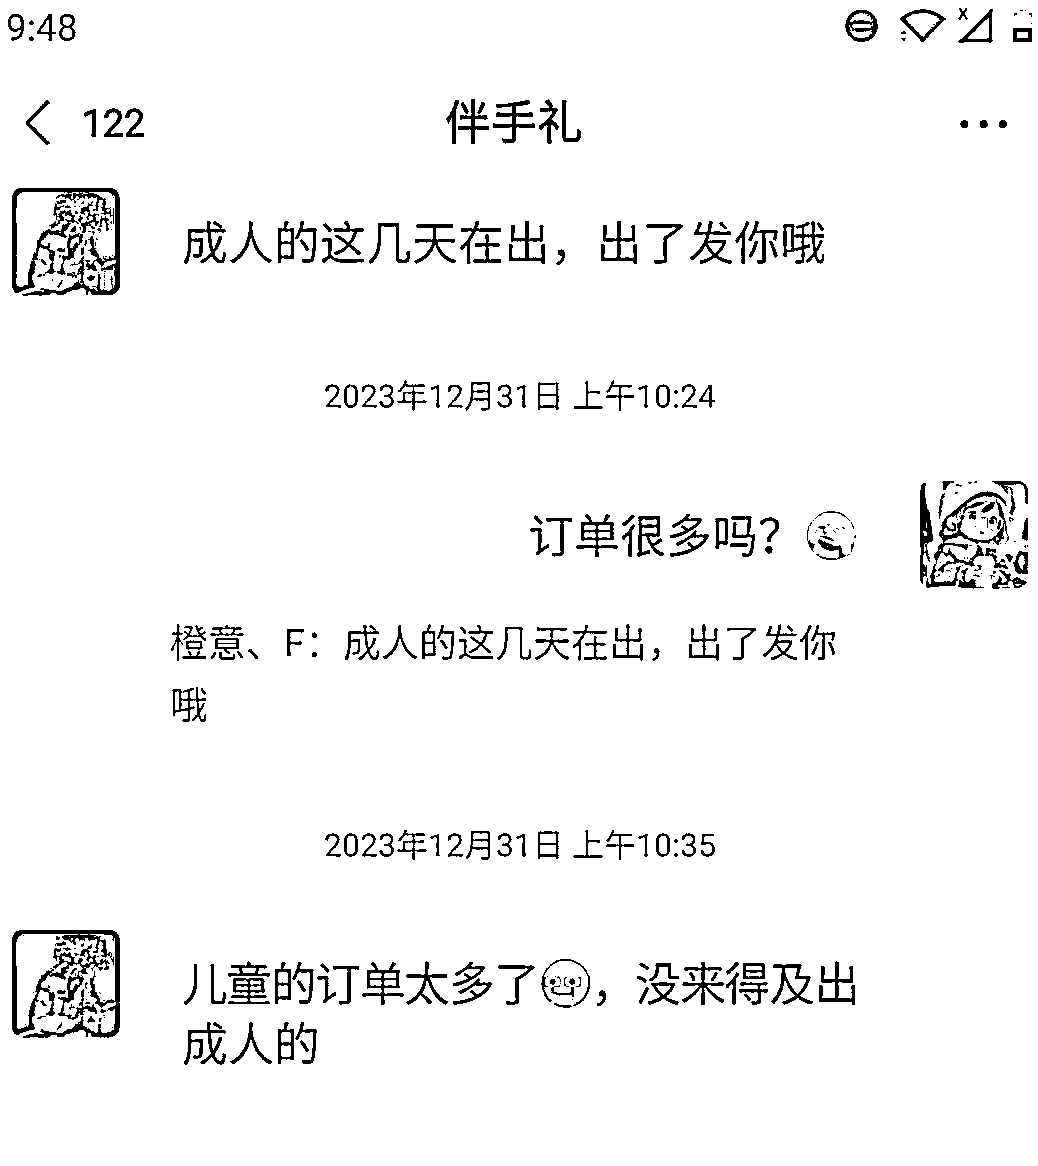 9:48
122
伴手礼
成人的这几天在出，出了发你哦
2023年12月31日 上午10:24
订单很多吗？
橙意、F：成人的这几天在出，出了发你
哦
2023年12月31日 上午10:35
儿童的订单太多了，没来得及出
成人的